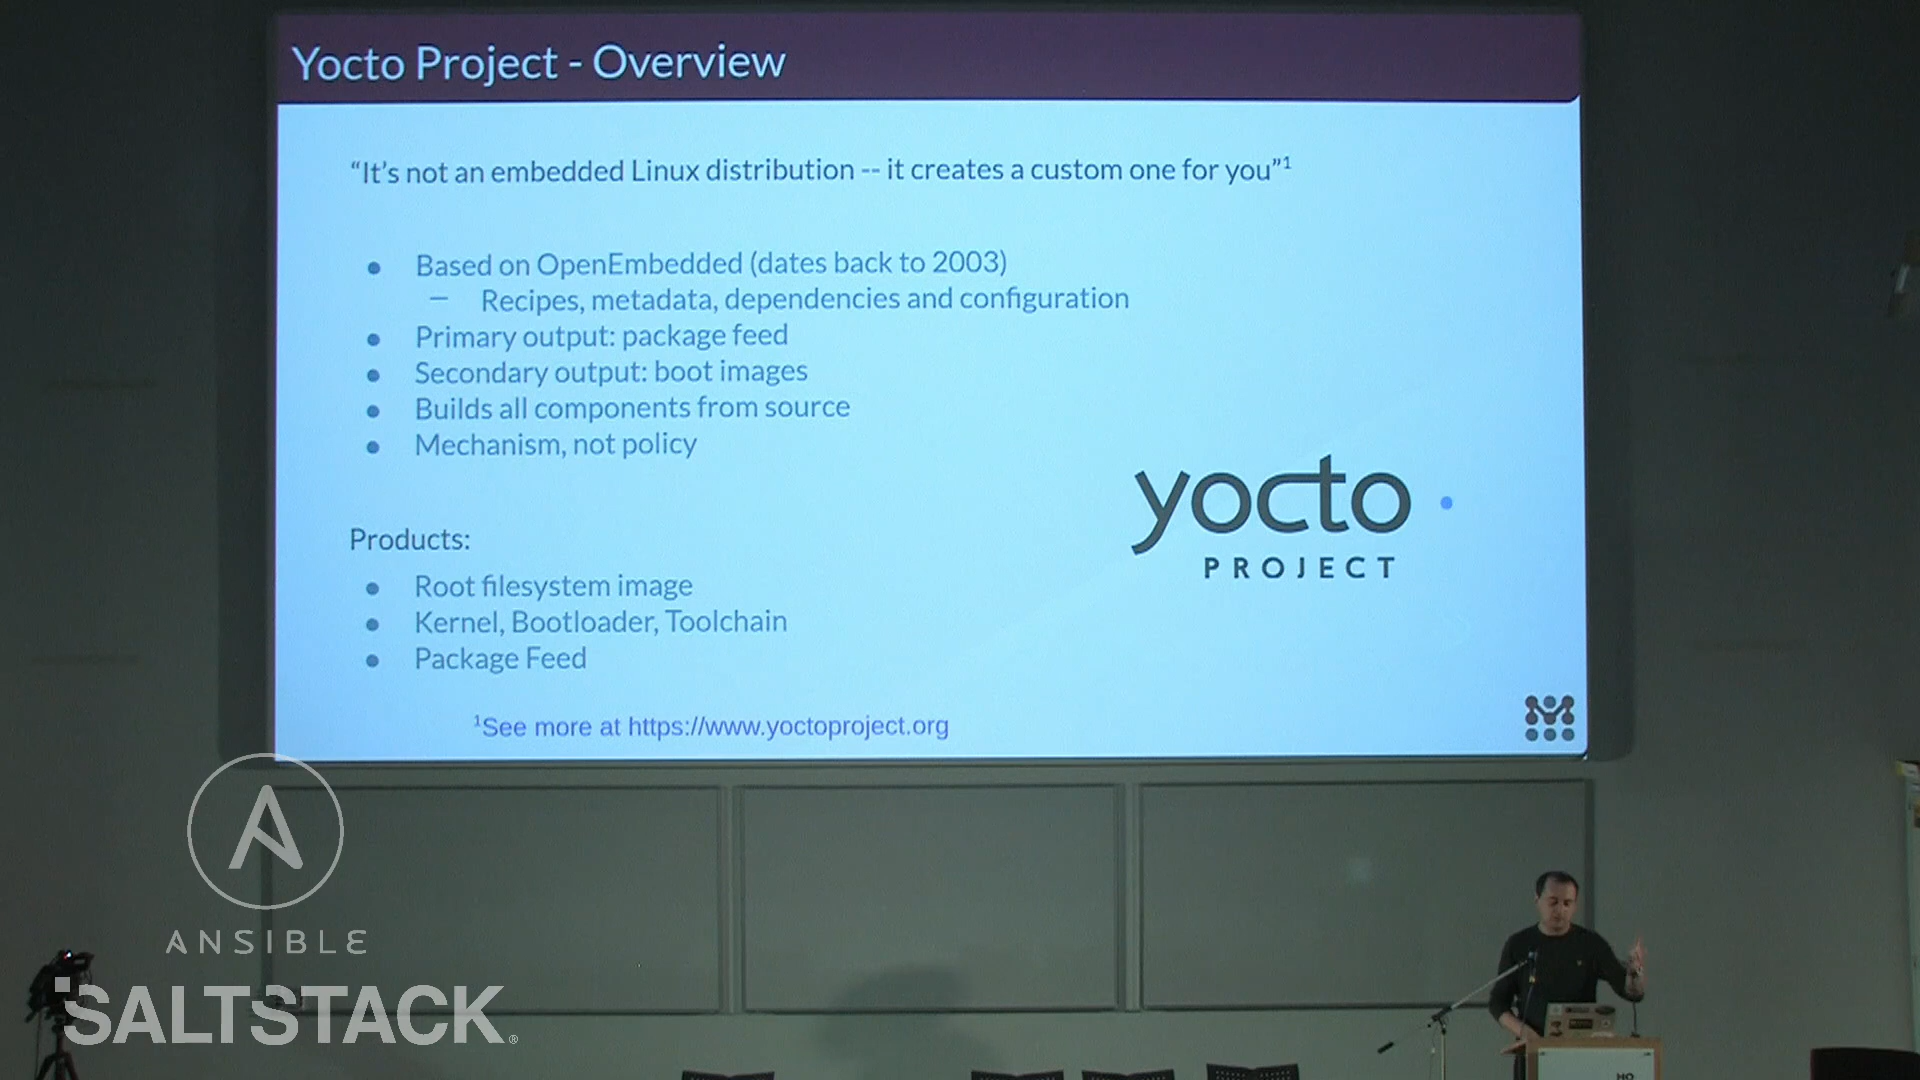 Yocto Project - Overview
“It’s not an embedded Linux distribution -- it creates a custom one for you”¹
● Based on OpenEmbedded (dates back to 2003)
– Recipes, metadata, dependencies and configuration
● Primary output: package feed
● Secondary output: boot images
● Builds all components from source
● Mechanism, not policy
yocto
PROJECT
Products:
● Root filesystem image
● Kernel, Bootloader, Toolchain
● Package Feed
¹See more at https://www.yoctoproject.org
ANSIBLE
SALTSTACK®
HO